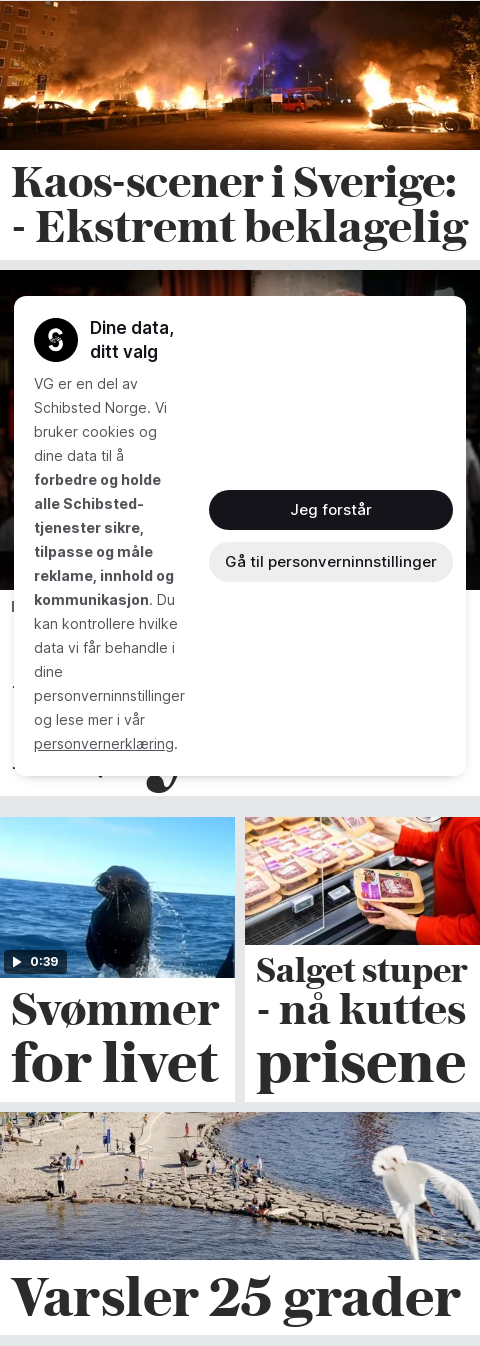 Kaos-scener i Sverige:
- Ekstremt beklagelig
Dine data,
ditt valg
VG er en del av
Schibsted Norge. Vi
bruker cookies og
dine data til å
forbedre og holde
alle Schibsted-
tjenester sikre,
tilpasse og måle
reklame, innhold og
kommunikasjon. Du
kan kontrollere hvilke
data vi får behandle i
dine
personverninnstillinger
og lese mer i vår
personvernerklæring.
Jeg forstår
Gå til personverninnstillinger
0:39
Svømmer
for livet
Salget stuper
- nå kuttes
prisene
Varsler 25 grader